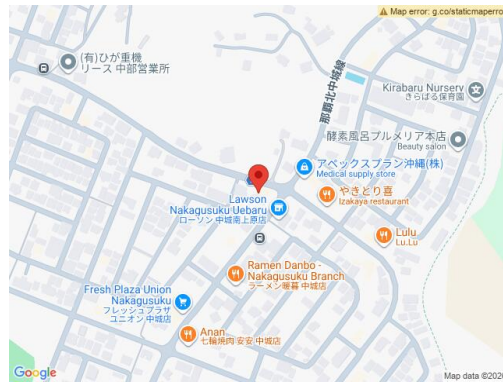 Map error: g.co/staticmaperro
(有)ひが重機
リース 中部営業所
那覇北中城線
Kirabaru Nursery
きらばる保育園
酵素風呂プルメリア本店
Beauty salon
アペックスプラン沖縄(株)
Medical supply store
やきとり喜
Izakaya restaurant
Lawson
Nakagusuku Uebaru
ローソン 中城南上原店
Lulu
Lu.Lu
Ramen Danbo -
Nakagusuku Branch
ラーメン暖暮 中城店
Fresh Plaza Union
Nakagusuku
フレッシュプラザ
ユニオン 中城店
Anan
七輪焼肉 安安 中城店
Google
Map data ©202